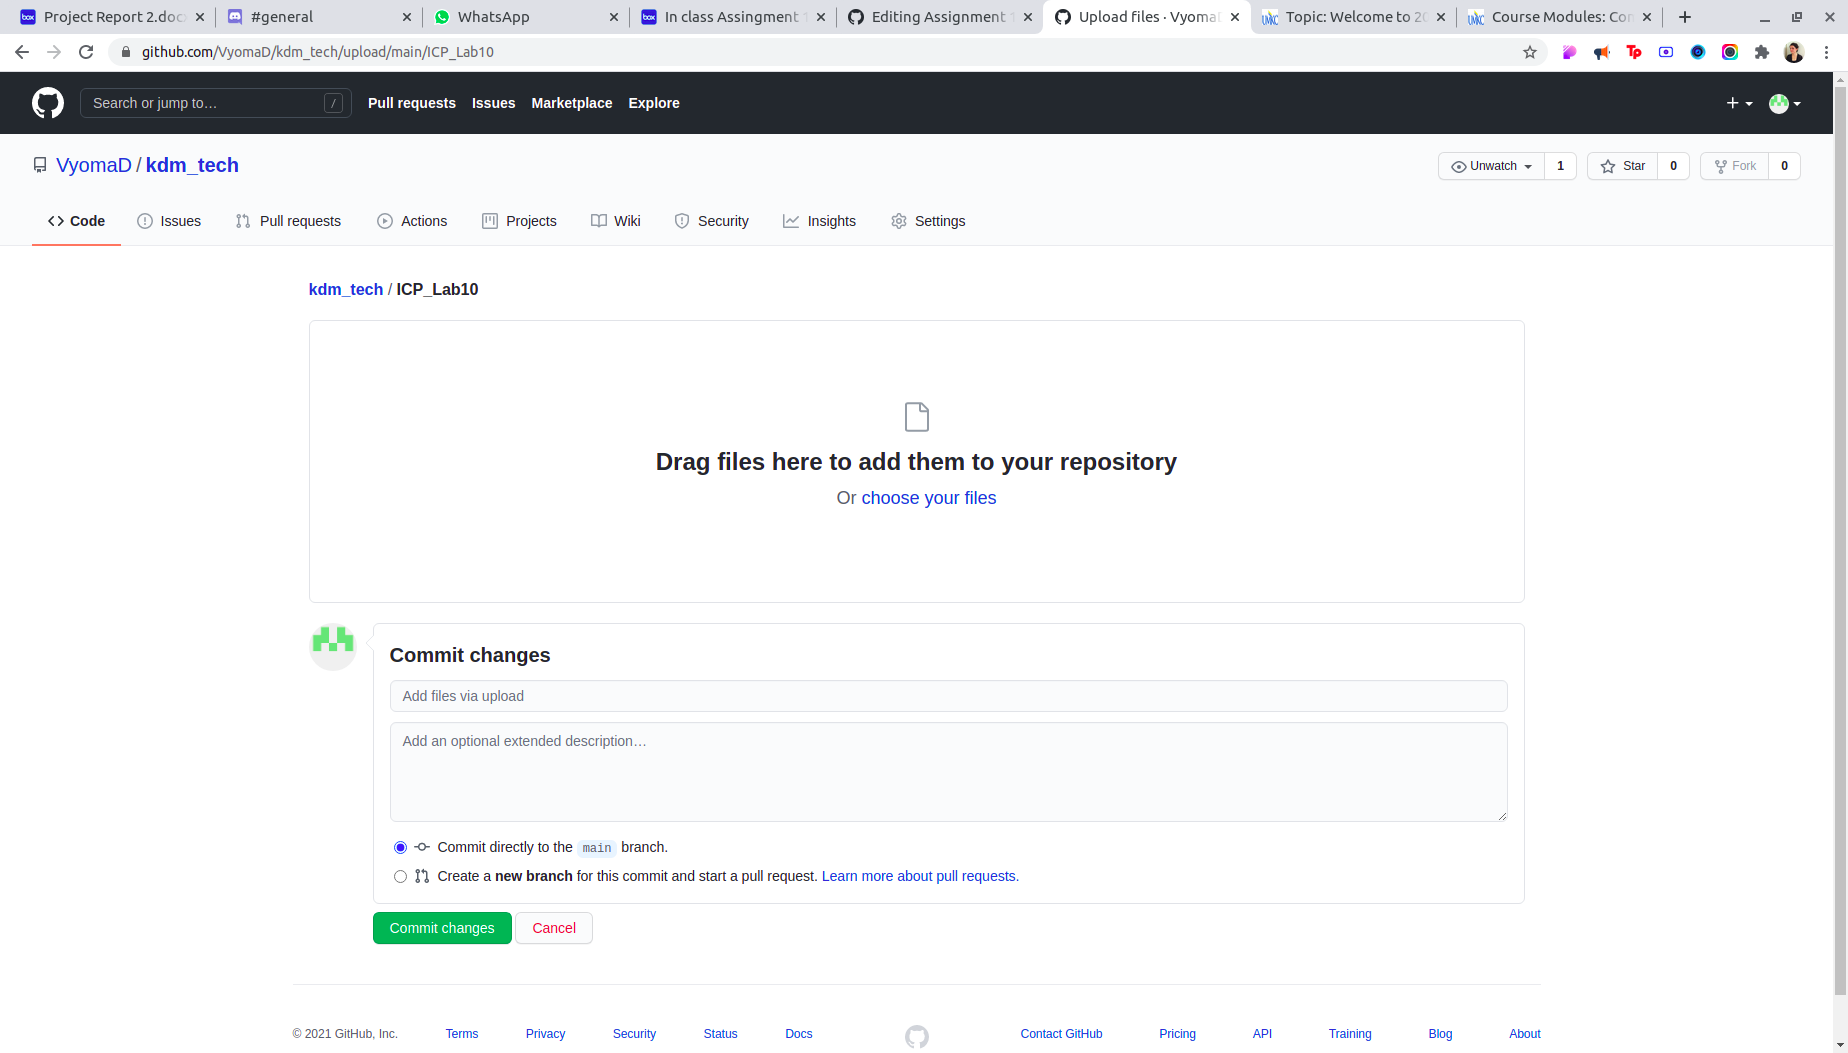 Project Report 2.docx
#general
WhatsApp
In class Assingment 1
Editing Assignment 1
Upload files · Vyoma
Topic: Welcome to 20
Course Modules: Con
github.com/VyomaD/kdm_tech/upload/main/ICP_Lab10
Search or jump to…
/
Pull requests
Issues
Marketplace
Explore
VyomaD / kdm_tech
Unwatch 1
Star 0
Fork 0
Code
Issues
Pull requests
Actions
Projects
Wiki
Security
Insights
Settings
kdm_tech / ICP_Lab10
Drag files here to add them to your repository
Or choose your files
Commit changes
Add files via upload
Add an optional extended description…
Commit directly to the main branch.
Create a new branch for this commit and start a pull request. Learn more about pull requests.
Commit changes
Cancel
© 2021 GitHub, Inc.
Terms
Privacy
Security
Status
Docs
Contact GitHub
Pricing
API
Training
Blog
About